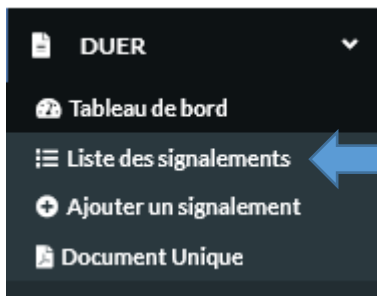 DUER
Tableau de bord
Liste des signalements
Ajouter un signalement
Document Unique